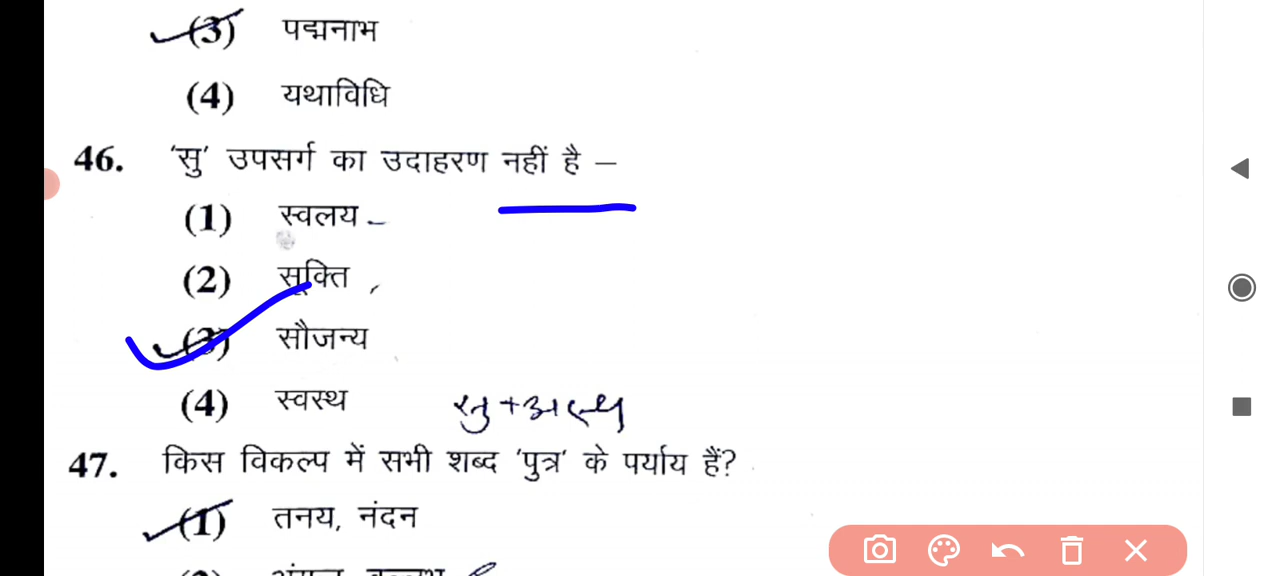 (3) पद्मनाभ
(4) यथाविधि
46. 'सु' उपसर्ग का उदाहरण नहीं है –
(1) स्वलय
(2) सूक्ति
(3) सौजन्य
(4) स्वस्थ
47. किस विकल्प में सभी शब्द 'पुत्र' के पर्याय हैं?
(1) तनय, नंदन